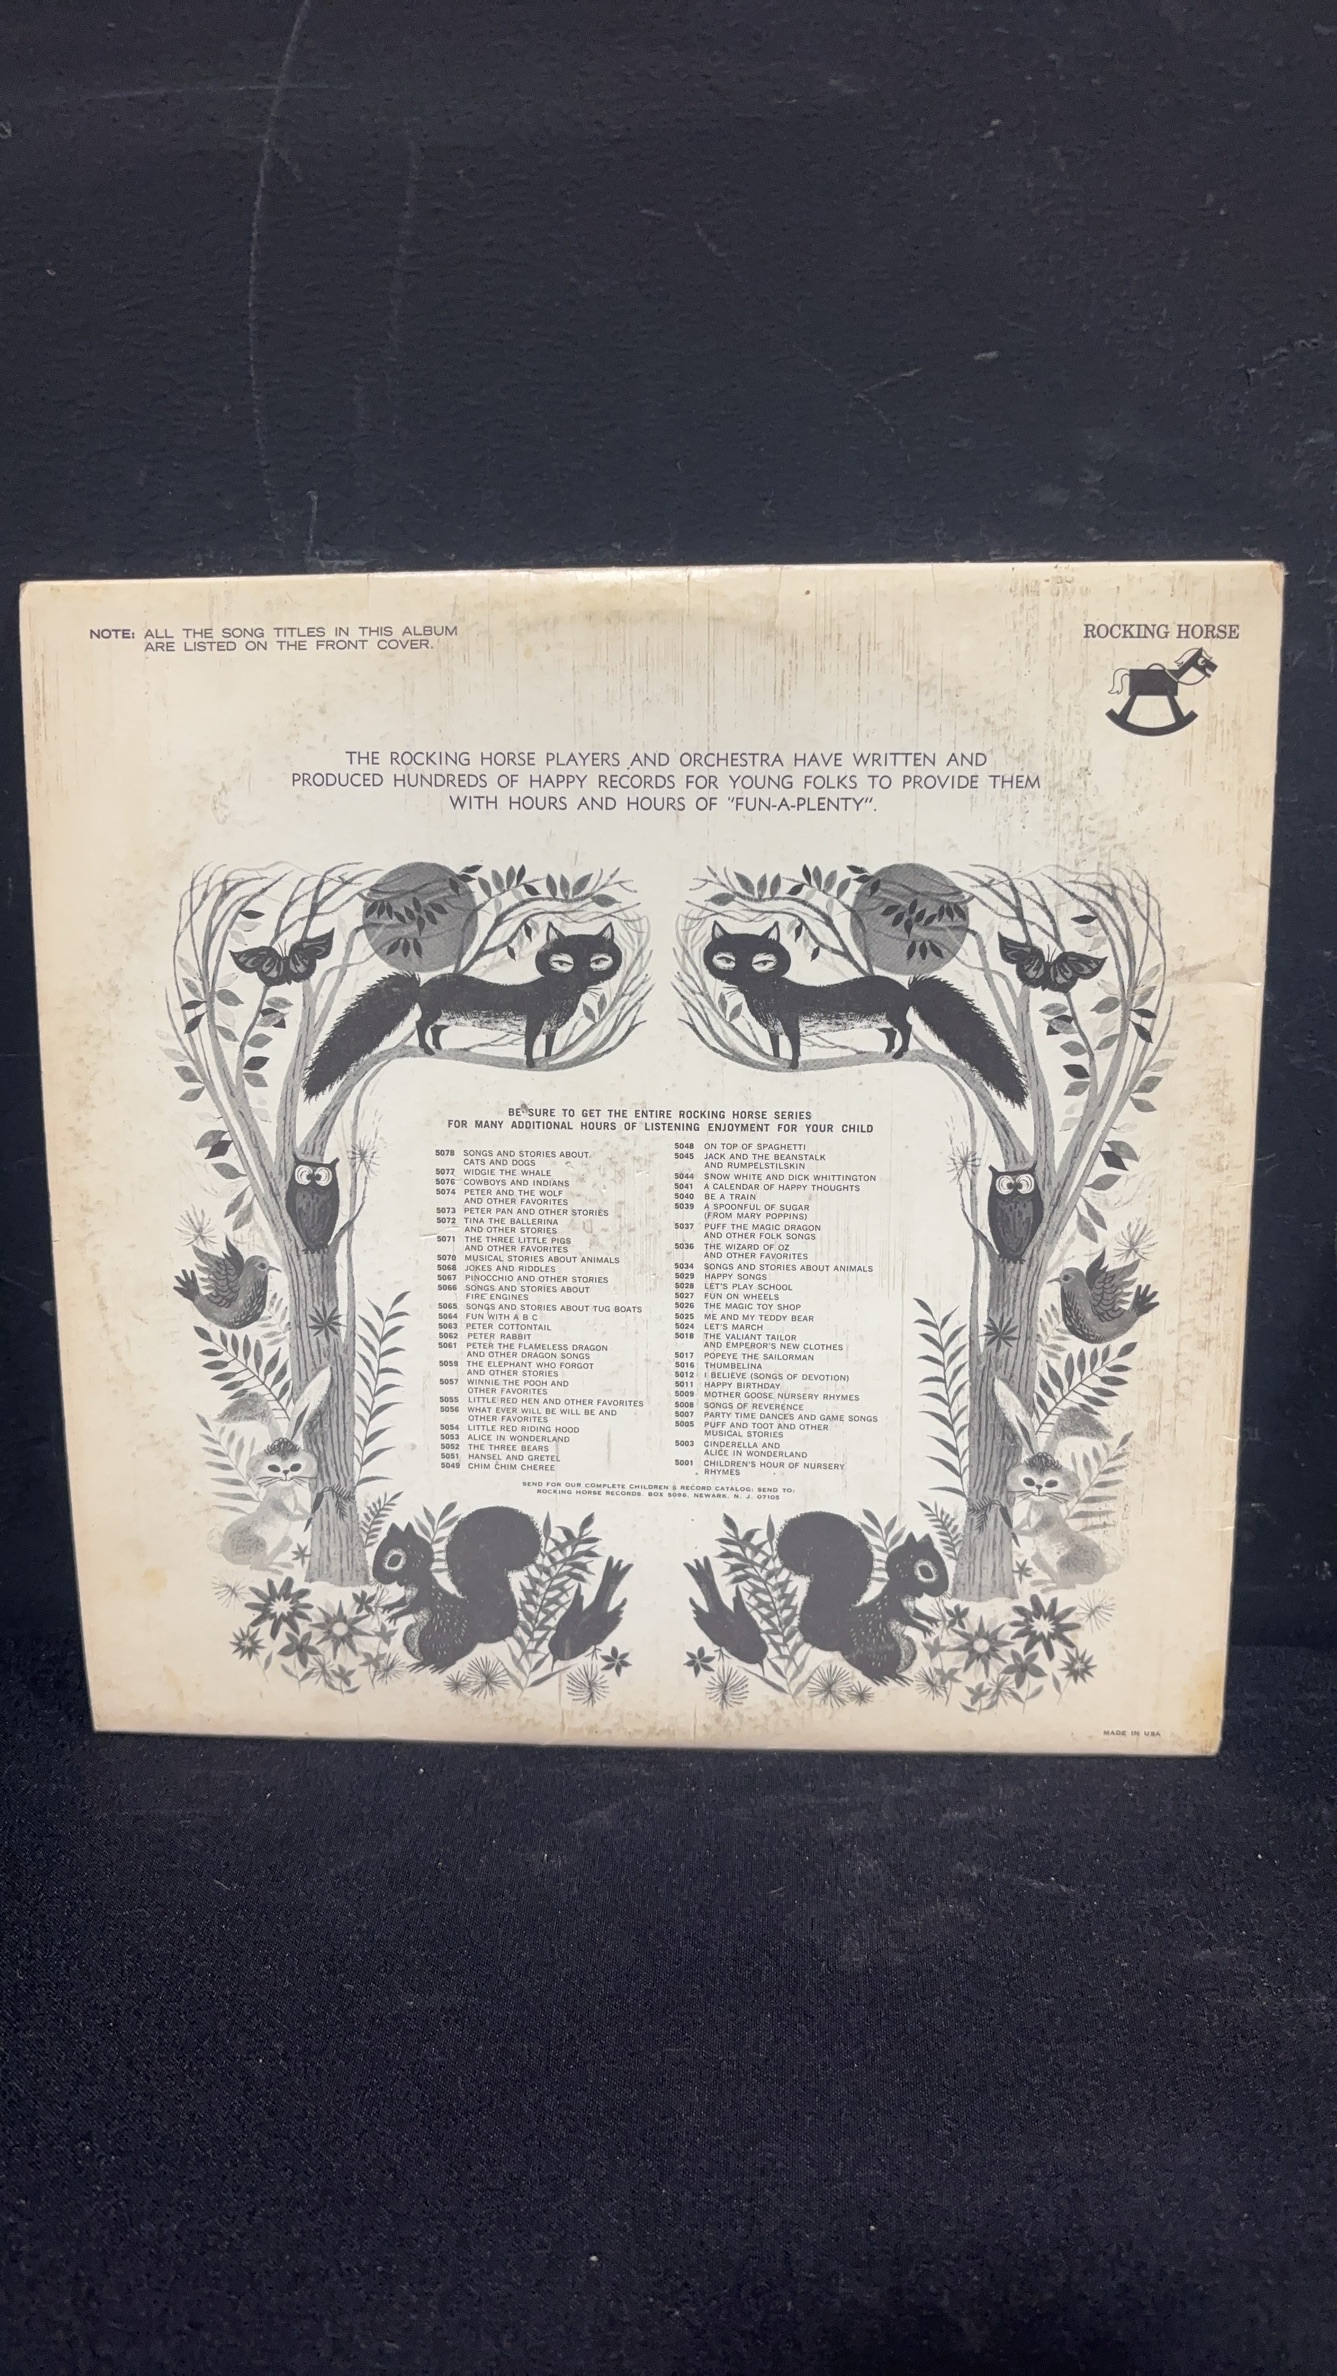 NOTE: ALL THE SONG TITLES IN THIS ALBUM
ARE LISTED ON THE FRONT COVER.
ROCKING HORSE
THE ROCKING HORSE PLAYERS AND ORCHESTRA HAVE WRITTEN AND
PRODUCED HUNDREDS OF HAPPY RECORDS FOR YOUNG FOLKS TO PROVIDE THEM
WITH HOURS AND HOURS OF "FUN-A-PLENTY".
BE SURE TO GET THE ENTIRE ROCKING HORSE SERIES
FOR MANY ADDITIONAL HOURS OF LISTENING ENJOYMENT FOR YOUR CHILD
5078 SONGS AND STORIES ABOUT
CATS AND DOGS
5077 WIDGIE THE WHALE
5076 COWBOYS AND INDIANS
5074 PETER AND THE WOLF
AND OTHER FAVORITES
5073 PETER PAN AND OTHER STORIES
5072 TINA THE BALLERINA
AND OTHER STORIES
5071 THE THREE LITTLE PIGS
AND OTHER FAVORITES
5070 MUSICAL STORIES ABOUT ANIMALS
5068 JOKES AND RIDDLES
5067 PINOCCHIO AND OTHER STORIES
5066 SONGS AND STORIES ABOUT
FIRE ENGINES
5065 SONGS AND STORIES ABOUT TUG BOATS
5064 FUN WITH A B C
5063 PETER COTTONTAIL
5062 PETER RABBIT
5061 PETER THE FLAMELESS DRAGON
AND OTHER DRAGON SONGS
5059 THE ELEPHANT WHO FORGOT
AND OTHER STORIES
5057 WINNIE THE POOH AND
OTHER FAVORITES
5055 LITTLE RED HEN AND OTHER FAVORITES
5056 WHAT EVER WILL BE WILL BE AND
OTHER FAVORITES
5054 LITTLE RED RIDING HOOD
5053 ALICE IN WONDERLAND
5052 THE THREE BEARS
5051 HANSEL AND GRETEL
5049 CHIM CHIM CHEREE
5048 ON TOP OF SPAGHETTI
5045 JACK AND THE BEANSTALK
AND RUMPELSTILSKIN
5044 SNOW WHITE AND DICK WHITTINGTON
5041 A CALENDAR OF HAPPY THOUGHTS
5040 BE A TRAIN
5039 A SPOONFUL OF SUGAR
(FROM MARY POPPINS)
5037 PUFF THE MAGIC DRAGON
AND OTHER FOLK SONGS
5036 THE WIZARD OF OZ
AND OTHER FAVORITES
5034 SONGS AND STORIES ABOUT ANIMALS
5029 HAPPY SONGS
5028 LET'S PLAY SCHOOL
5027 FUN ON WHEELS
5026 THE MAGIC TOY SHOP
5025 ME AND MY TEDDY BEAR
5024 LET'S MARCH
5018 THE VALIANT TAILOR
AND EMPEROR'S NEW CLOTHES
5017 POPEYE THE SAILORMAN
5016 THUMBELINA
5012 I BELIEVE (SONGS OF DEVOTION)
5011 HAPPY BIRTHDAY
5009 MOTHER GOOSE NURSERY RHYMES
5008 SONGS OF REVERENCE
5007 PARTY TIME DANCES AND GAME SONGS
5005 PUFF AND TOOT AND OTHER
MUSICAL STORIES
5003 CINDERELLA AND
ALICE IN WONDERLAND
5001 CHILDREN'S HOUR OF NURSERY
RHYMES
SEND FOR OUR COMPLETE CHILDREN'S RECORD CATALOG: SEND TO:
ROCKING HORSE RECORDS, BOX 5096, NEWARK, N. J. 07105
MADE IN USA